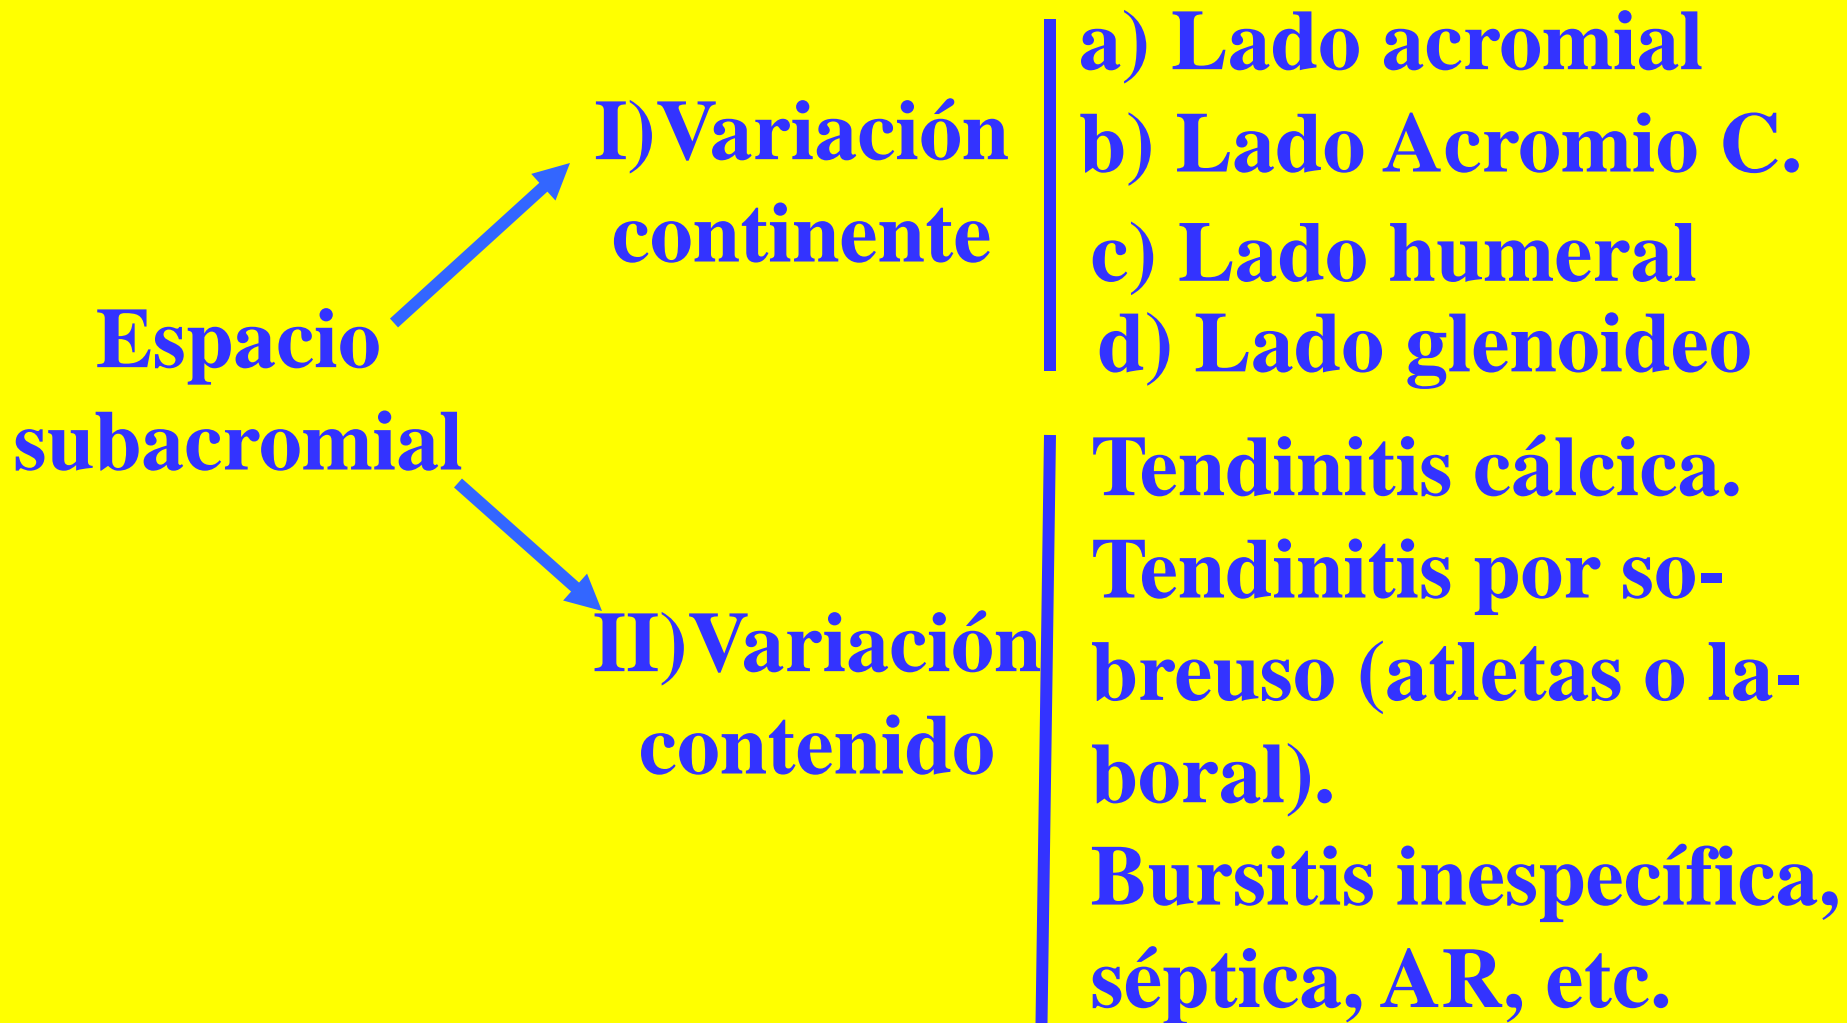 Espacio
subacromial
I)Variación
continente
a) Lado acromial
b) Lado Acromio C.
c) Lado humeral
d) Lado glenoideo
II)Variación
contenido
Tendinitis cálcica.
Tendinitis por so-
breuso (atletas o la-
boral).
Bursitis inespecífica,
séptica, AR, etc.